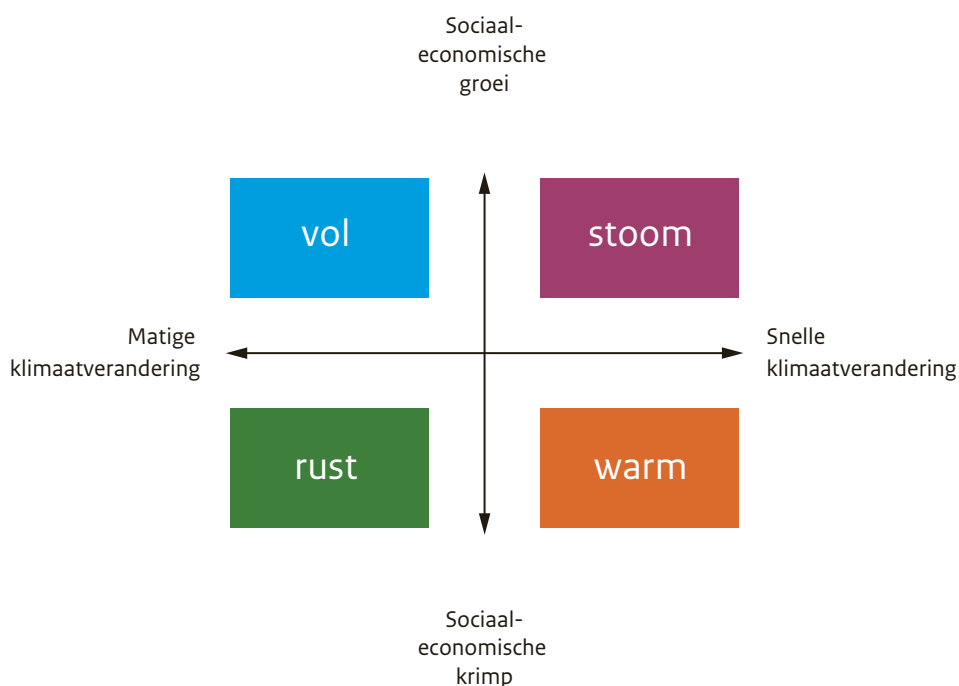 Sociaal-
economische
groei
vol
stoom
Matige
klimaatverandering
Snelle
klimaatverandering
rust
warm
Sociaal-
economische
krimp